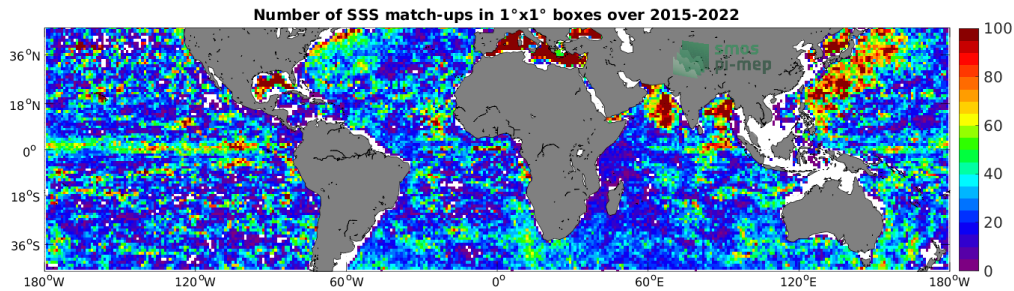 Number of SSS match-ups in 1°x1° boxes over 2015-2022
36°N
18°N
0°
18°S
36°S
180°W
120°W
60°W
0°
60°E
120°E
180°W
100
80
60
40
20
0
smos
pi-mep